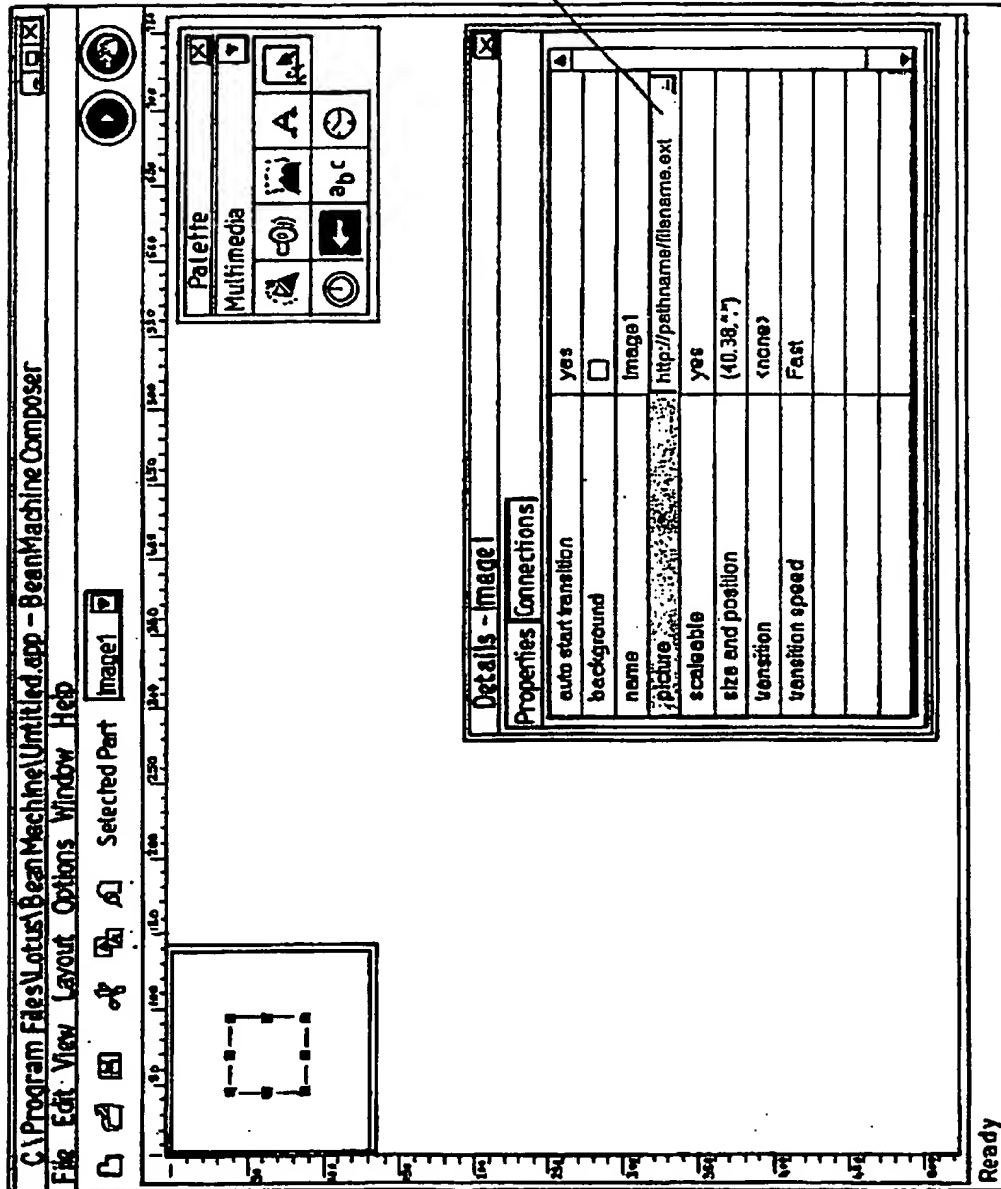 C:\Program Files\Lotus\BeanMachine\Untitled.app - BeanMachine Composer
File Edit View Layout Options Window Help
Selected Part Image1
Palette
Multimedia
A
abc
Details - Image1
Properties Connections
auto start transition yes
background
name Image1
picture http://pathname/filename.ext
scaleable yes
size and position
transition <none>
transition speed Fast
Ready